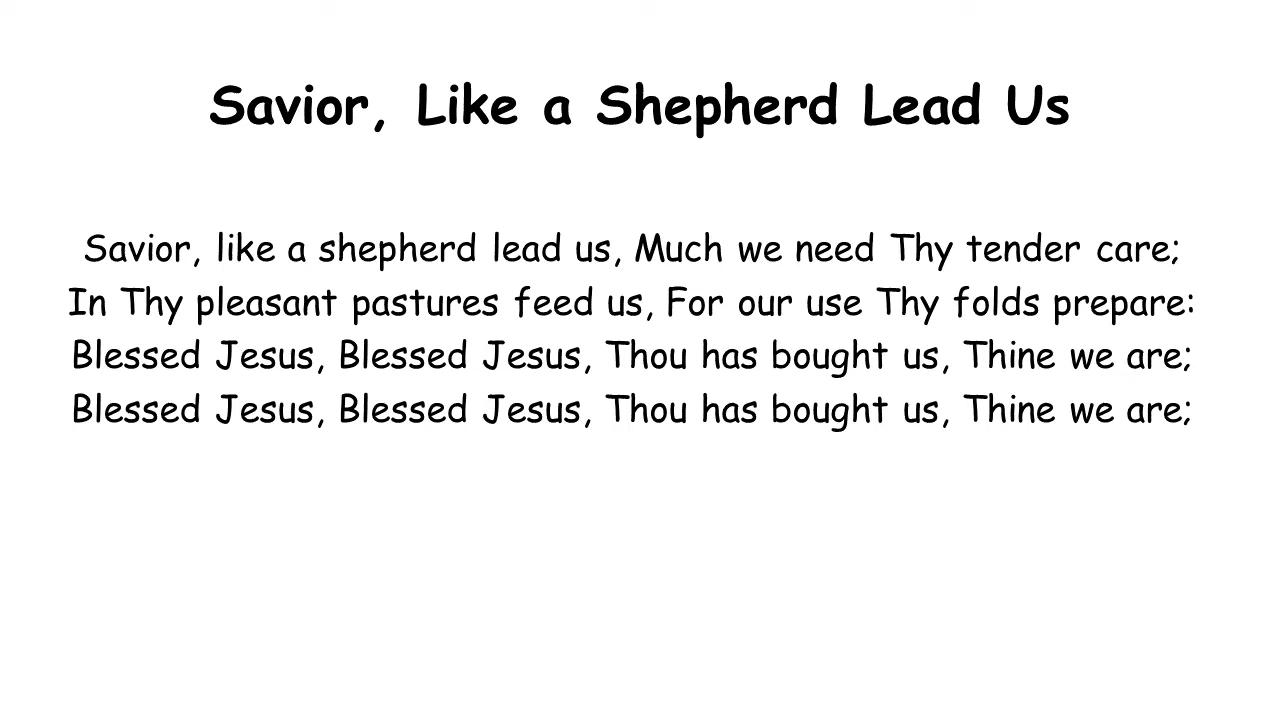 Savior, Like a Shepherd Lead Us
Savior, like a shepherd lead us, Much we need Thy tender care;
In Thy pleasant pastures feed us, For our use Thy folds prepare:
Blessed Jesus, Blessed Jesus, Thou has bought us, Thine we are;
Blessed Jesus, Blessed Jesus, Thou has bought us, Thine we are;